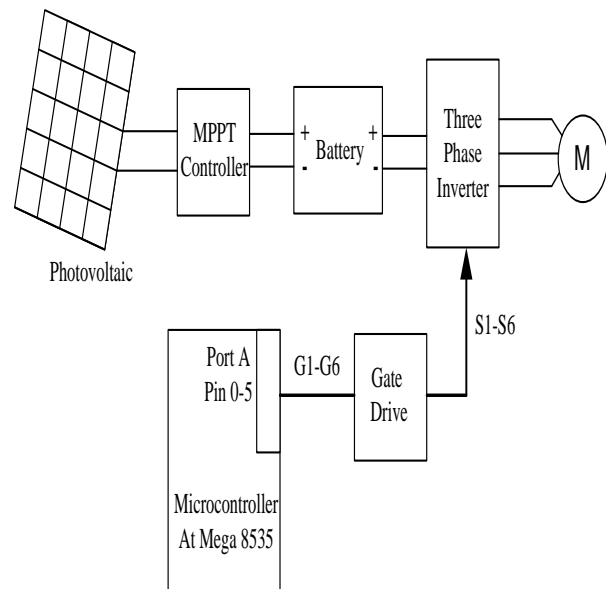 MPPT
Controller
+ +
Battery
- -
Three
Phase
Inverter
M
Photovoltaic
S1-S6
Port A
Pin 0-5
G1-G6
Gate
Drive
Microcontroller
At Mega 8535